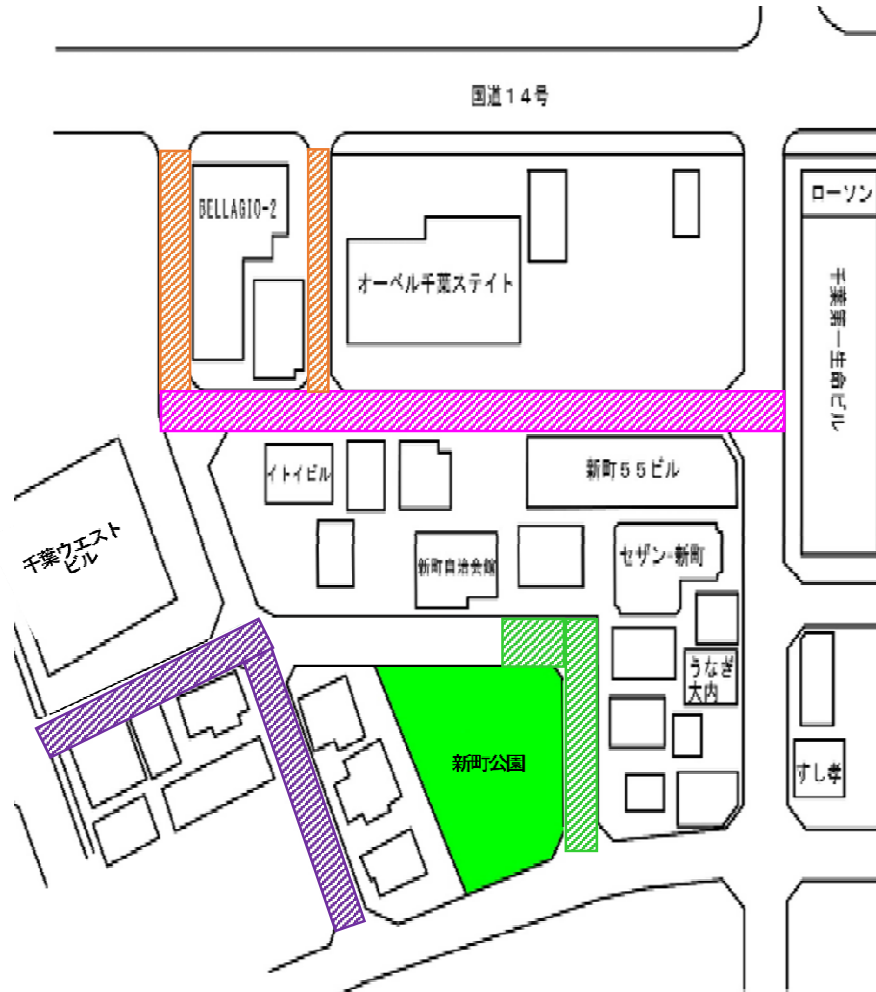 国道14号
ローソン
BELLAGIO-2
オーベル千葉ステイト
千葉第一生命ビル
イトイビル
新町55ビル
千葉ウエスト
ビル
新町自治会館
セザン-新町
うなぎ
大内
新町公園
すし孝